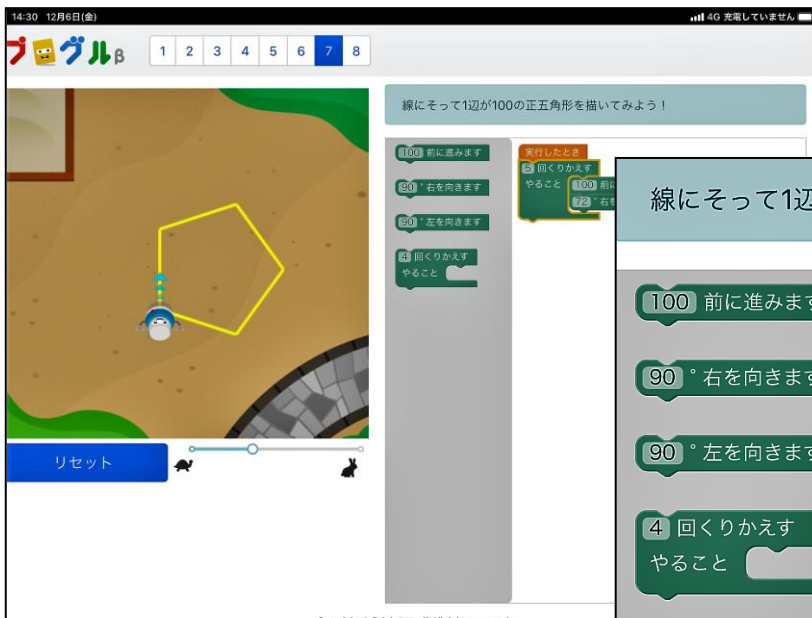 14:30 12月6日(金)
4G 充電していません
プログルβ
1 2 3 4 5 6 7 8
線にそって1辺が100の正五角形を描いてみよう！
100 前に進みます
90 °右を向きます
90 °左を向きます
4 回くりかえす
やること
実行したとき
5 回くりかえす
やること 100 前に
72 °右を
リセット
線にそって1辺
100 前に進みます
90 °右を向きます
90 °左を向きます
4 回くりかえす
やること